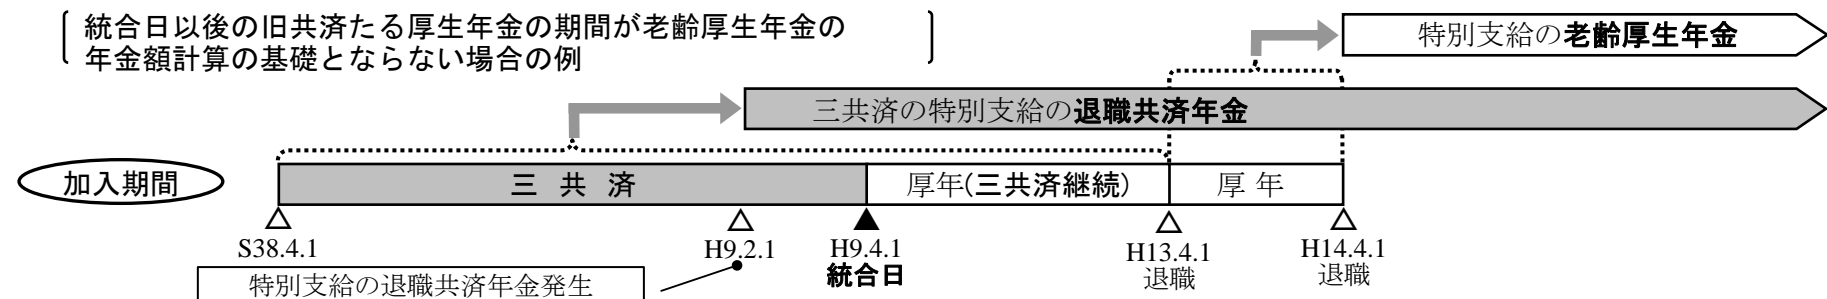 統合日以後の旧共済たる厚生年金の期間が老齢厚生年金の
年金額計算の基礎とならない場合の例
特別支給の老齢厚生年金
三共済の特別支給の退職共済年金
加入期間
三 共 済
厚年(三共済継続)
厚 年
S38.4.1
H9.2.1
H9.4.1
統合日
H13.4.1
退職
H14.4.1
退職
特別支給の退職共済年金発生